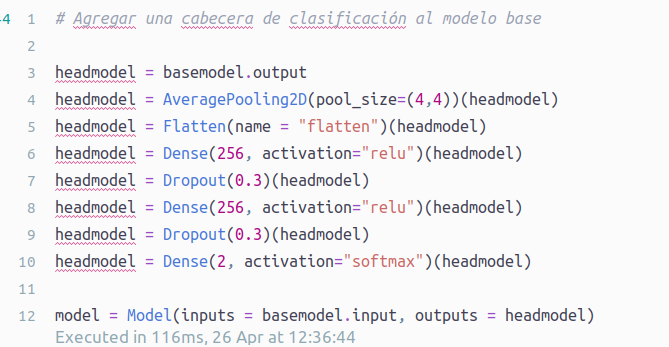 44 1 # Agregar una cabecera de clasificación al modelo base
2
3 headmodel = basemodel.output
4 headmodel = AveragePooling2D(pool_size=(4,4))(headmodel)
5 headmodel = Flatten(name = "flatten")(headmodel)
6 headmodel = Dense(256, activation="relu")(headmodel)
7 headmodel = Dropout(0.3)(headmodel)
8 headmodel = Dense(256, activation="relu")(headmodel)
9 headmodel = Dropout(0.3)(headmodel)
10 headmodel = Dense(2, activation="softmax")(headmodel)
11
12 model = Model(inputs = basemodel.input, outputs = headmodel)
Executed in 116ms, 26 Apr at 12:36:44